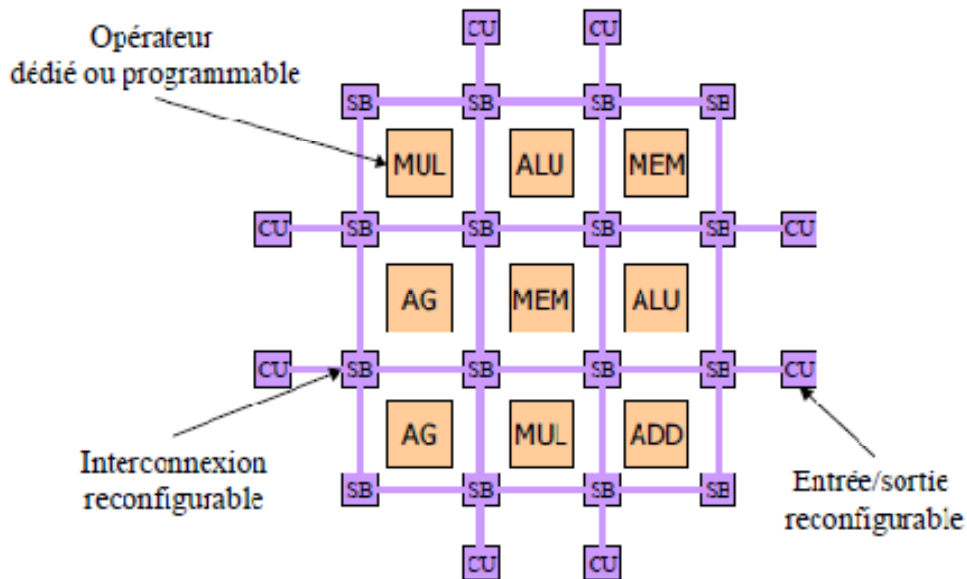 Opérateur
dédié ou programmable
CU CU
SB SB SB SB
MUL ALU MEM
CU SB SB SB SB CU
AG MEM ALU
CU SB SB SB SB CU
AG MUL ADD
Interconnexion
reconfigurable
SB SB SB SB
Entrée/sortie
reconfigurable
CU CU